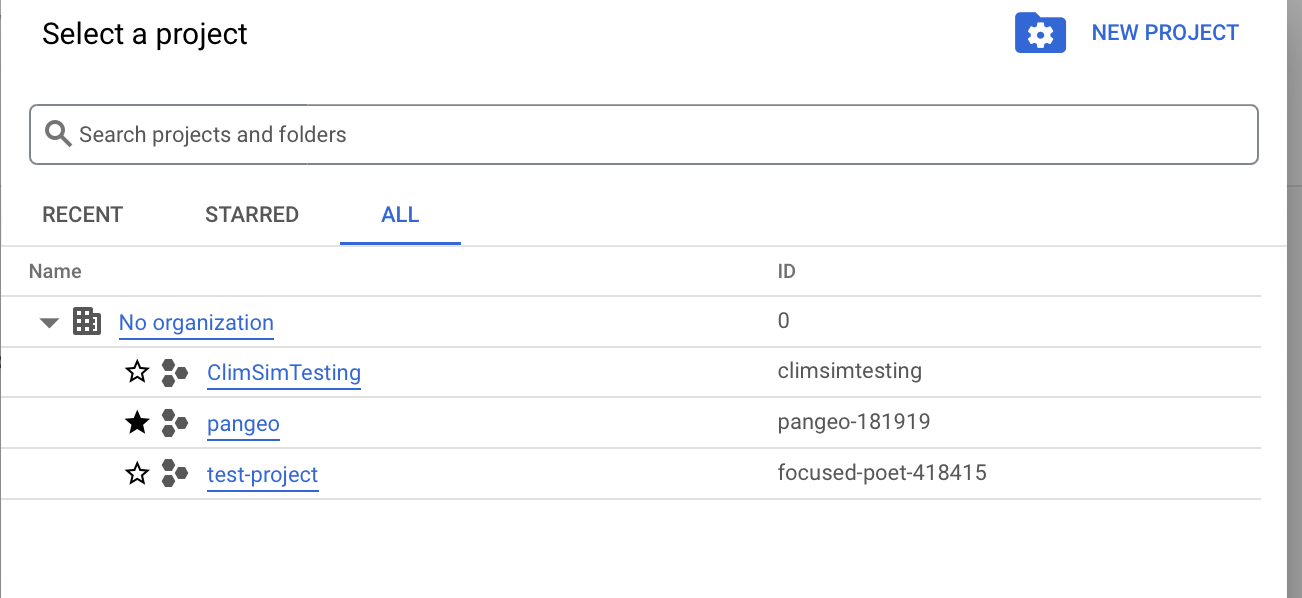 Select a project
NEW PROJECT
Search projects and folders
RECENT STARRED ALL
Name ID
No organization 0
ClimSimTesting climsimtesting
pangeo pangeo-181919
test-project focused-poet-418415